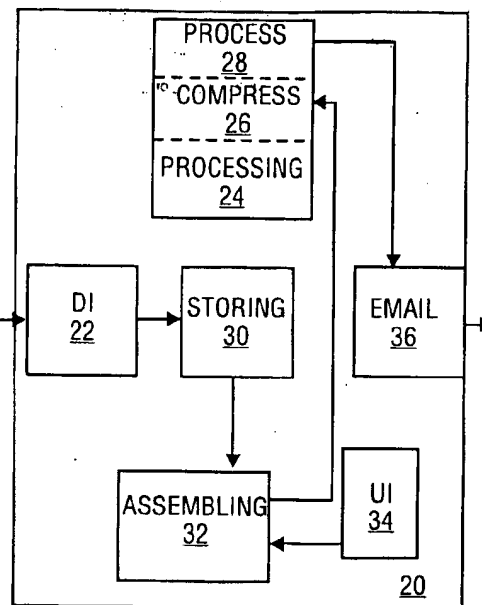 PROCESS
28
COMPRESS
26
PROCESSING
24
DI
22
STORING
30
EMAIL
36
ASSEMBLING
32
UI
34
20